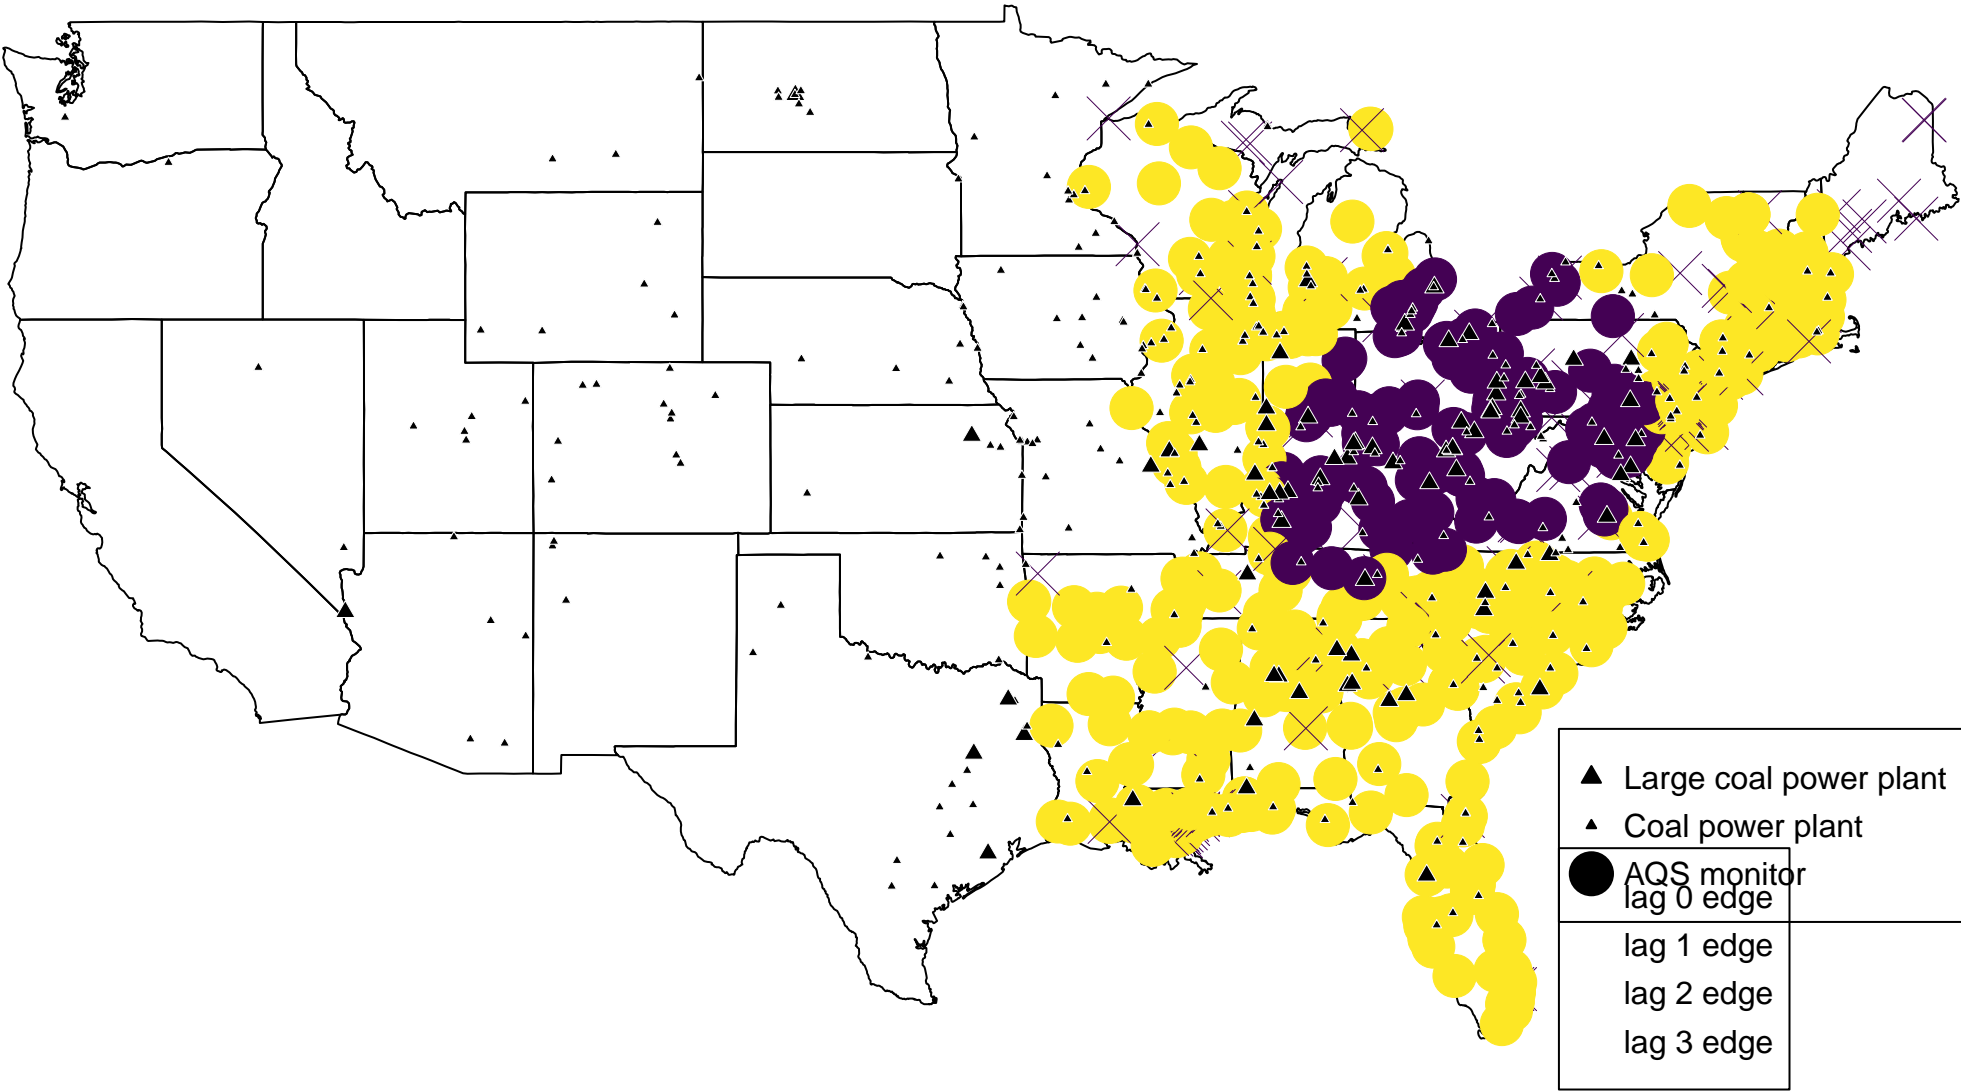 Large coal power plant
Coal power plant
AQS monitor
lag 0 edge
lag 1 edge
lag 2 edge
lag 3 edge